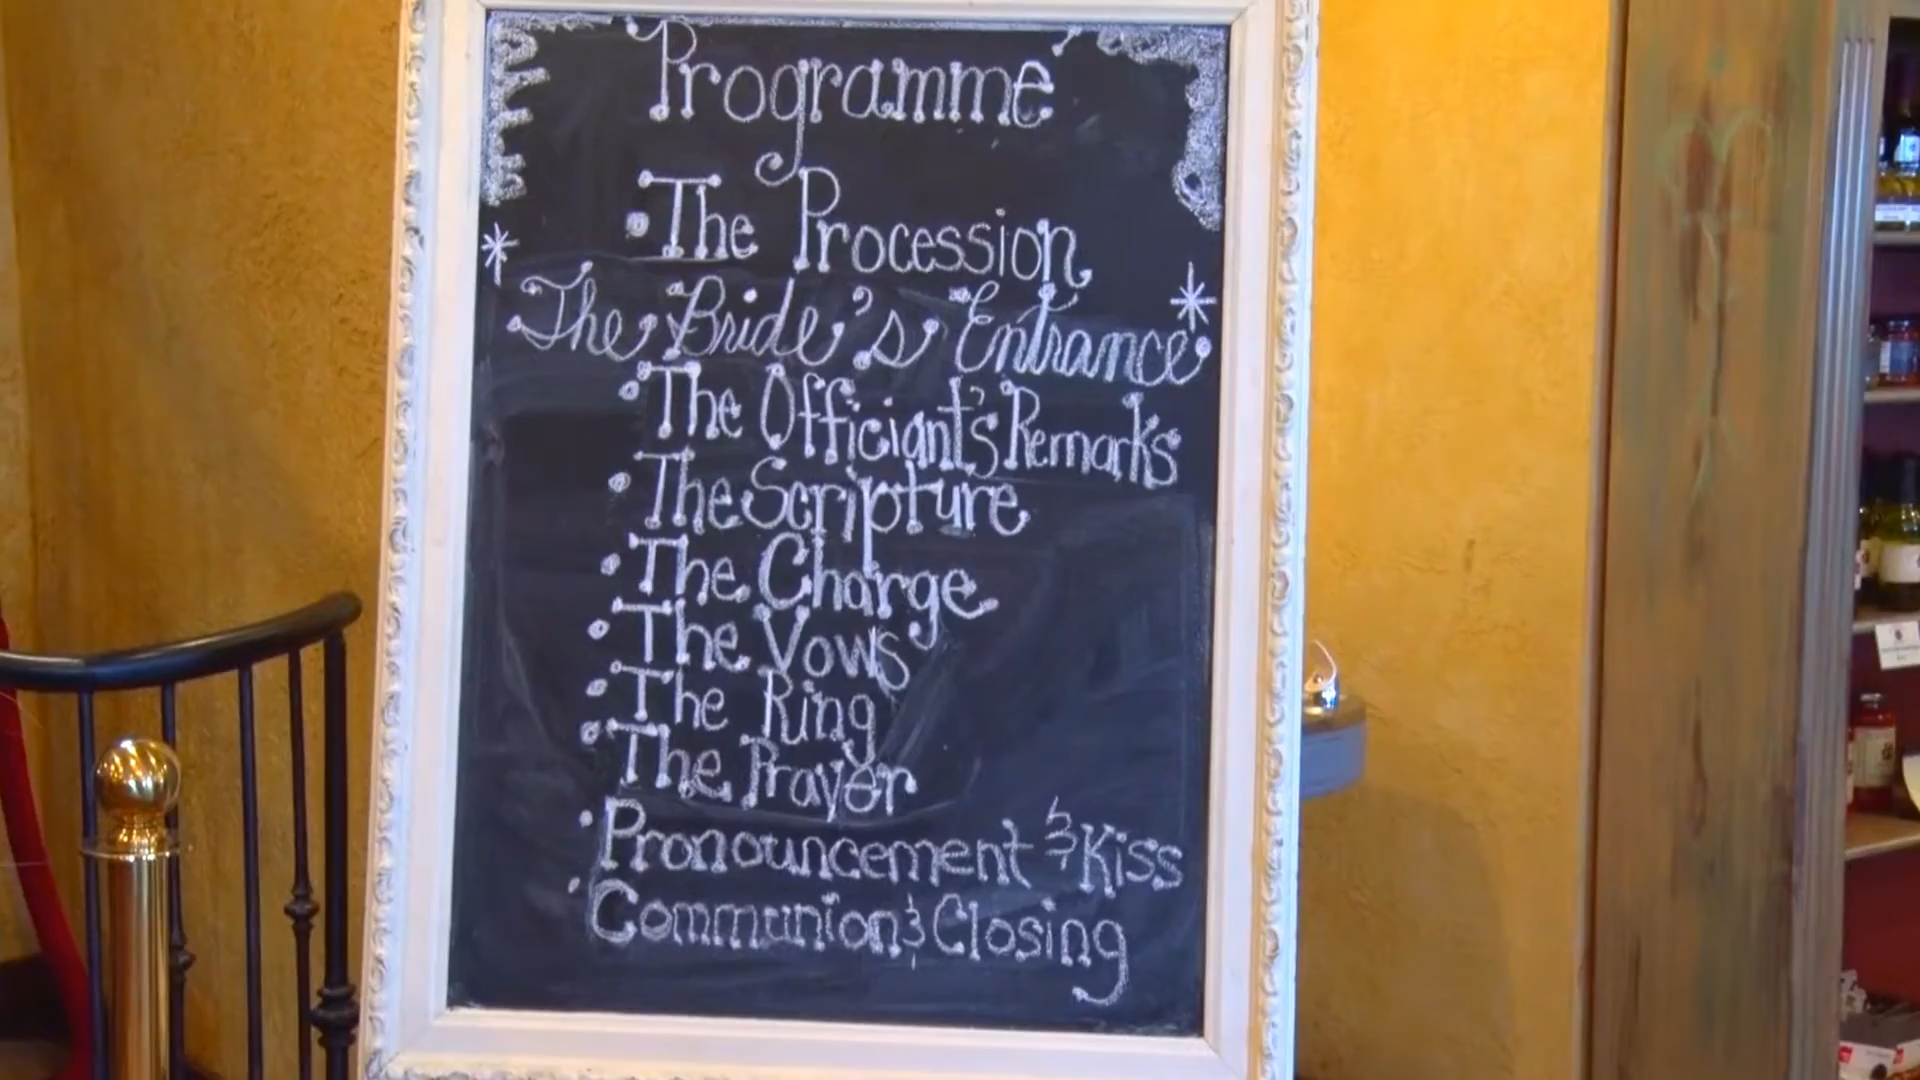 Programme
• The Procession
The Bride's Entrance
• The Officiant's Remarks
• The Scripture
• The Charge
• The Vows
• The Ring
• The Prayer
• Pronouncement & Kiss
• Communion & Closing